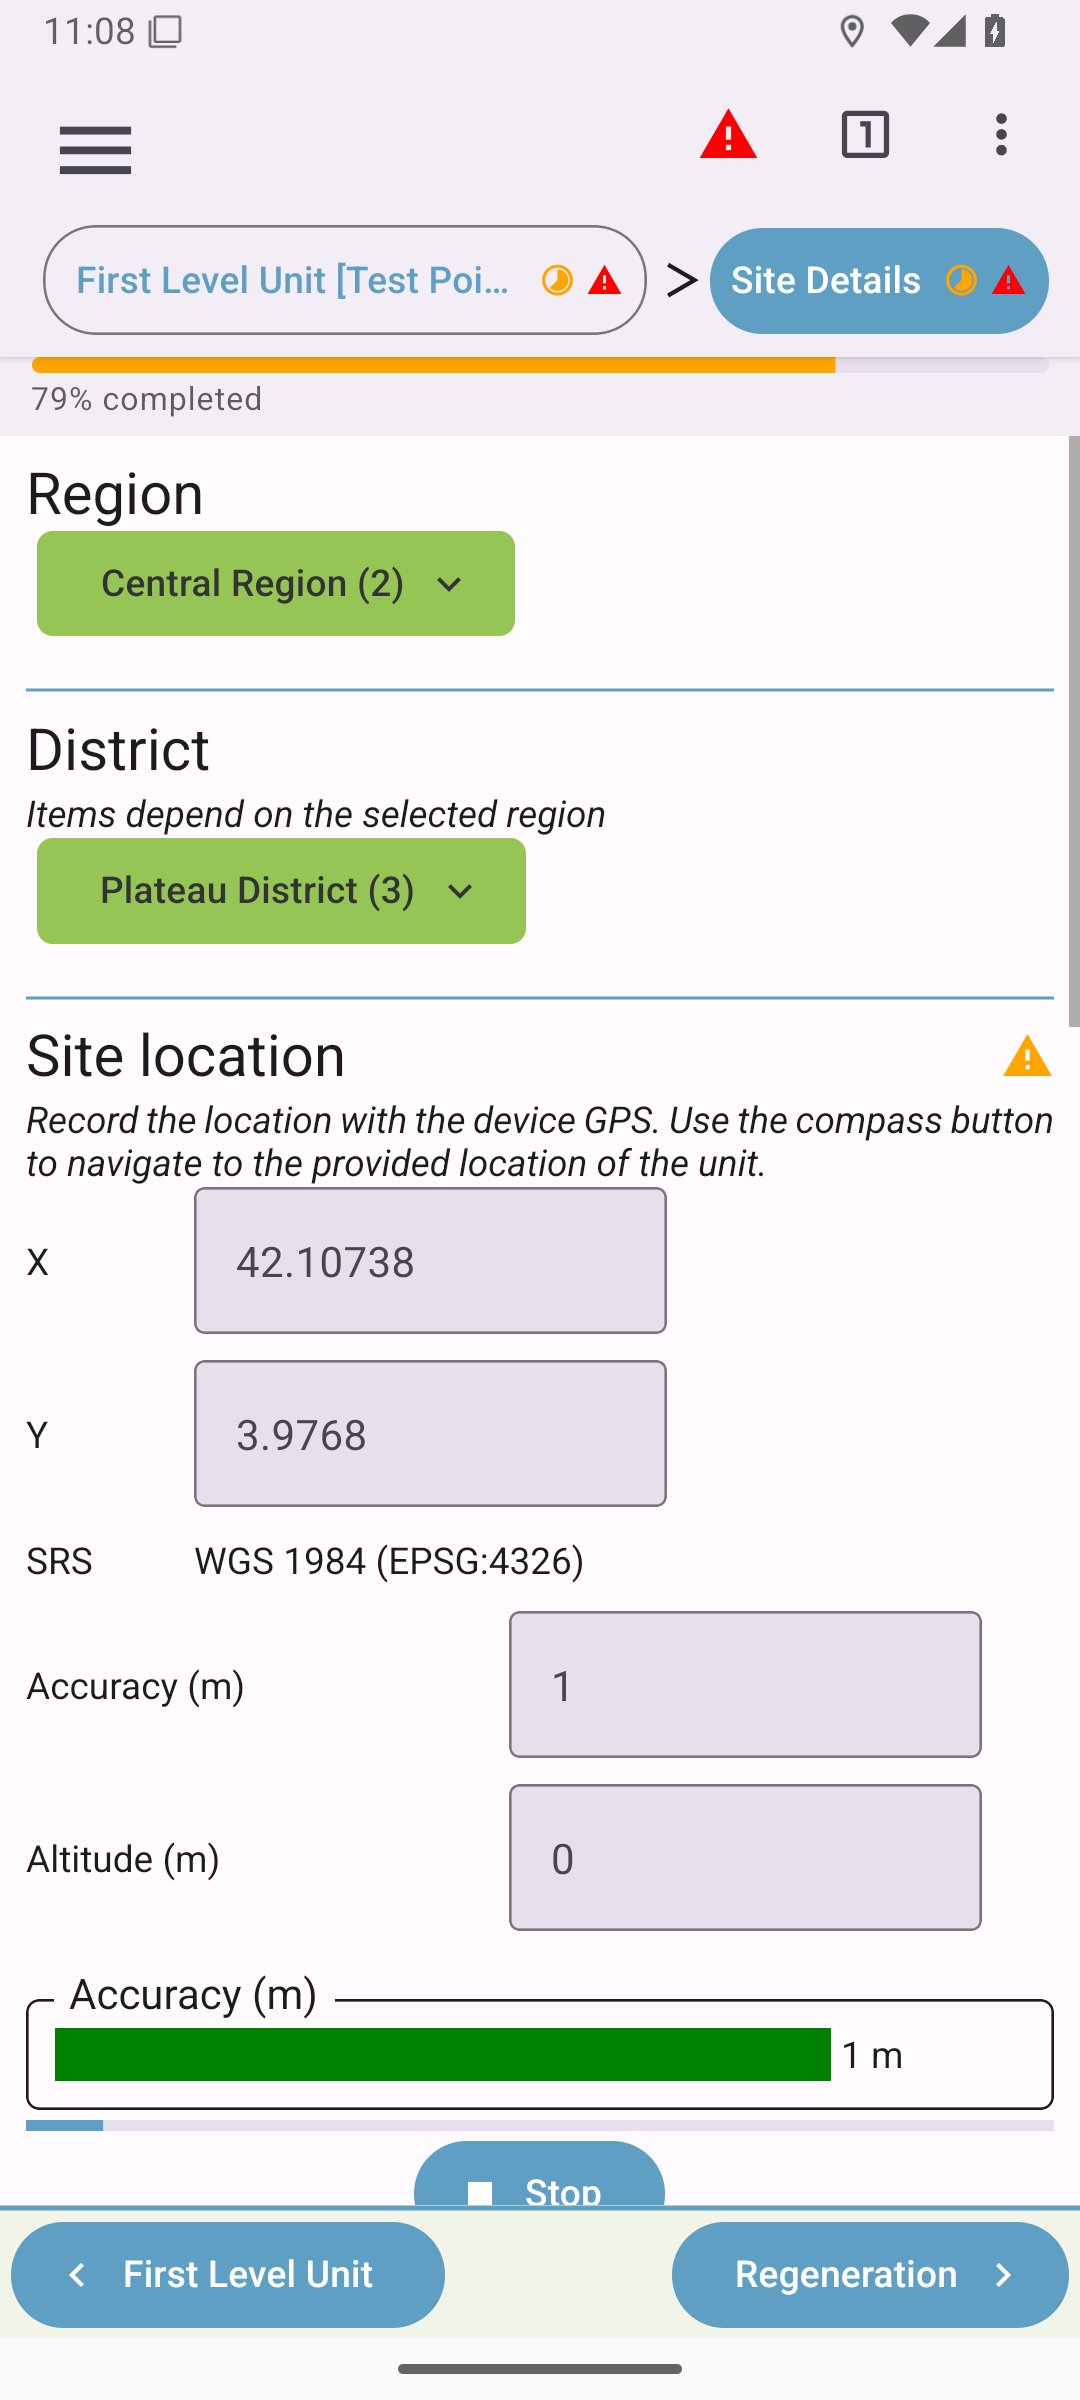 11:08
1
First Level Unit [Test Poi...
>
Site Details
79% completed
Region
Central Region (2)
District
Items depend on the selected region
Plateau District (3)
Site location
Record the location with the device GPS. Use the compass button
to navigate to the provided location of the unit.
X 42.10738
Y 3.9768
SRS WGS 1984 (EPSG:4326)
Accuracy (m) 1
Altitude (m) 0
Accuracy (m)
1 m
Stop
First Level Unit
Regeneration